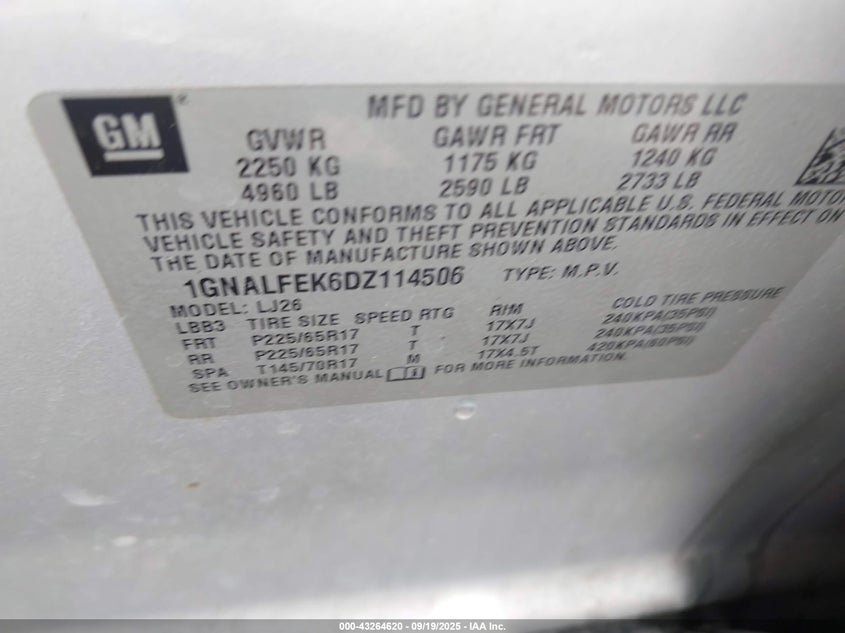 GM ®
MFD BY GENERAL MOTORS LLC
GVWR GAWR FRT GAWR RR
2250 KG 1175 KG 1240 KG
4960 LB 2590 LB 2733 LB
THIS VEHICLE CONFORMS TO ALL APPLICABLE U.S. FEDERAL MOTOR
VEHICLE SAFETY AND THEFT PREVENTION STANDARDS IN EFFECT ON
THE DATE OF MANUFACTURE SHOWN ABOVE.
1GNALFEK6DZ114506 TYPE: M.P.V.
MODEL: LJ26
LBB3 TIRE SIZE SPEED RTG RIM COLD TIRE PRESSURE
FRT P225/65R17 T 17X7J 240KPA(35PSI)
RR P225/65R17 T 17X7J 240KPA(35PSI)
SPA T145/70R17 M 17X4.5T 420KPA(60PSI)
SEE OWNER'S MANUAL FOR MORE INFORMATION.
000-43264620 - 09/19/2025 - IAA Inc.